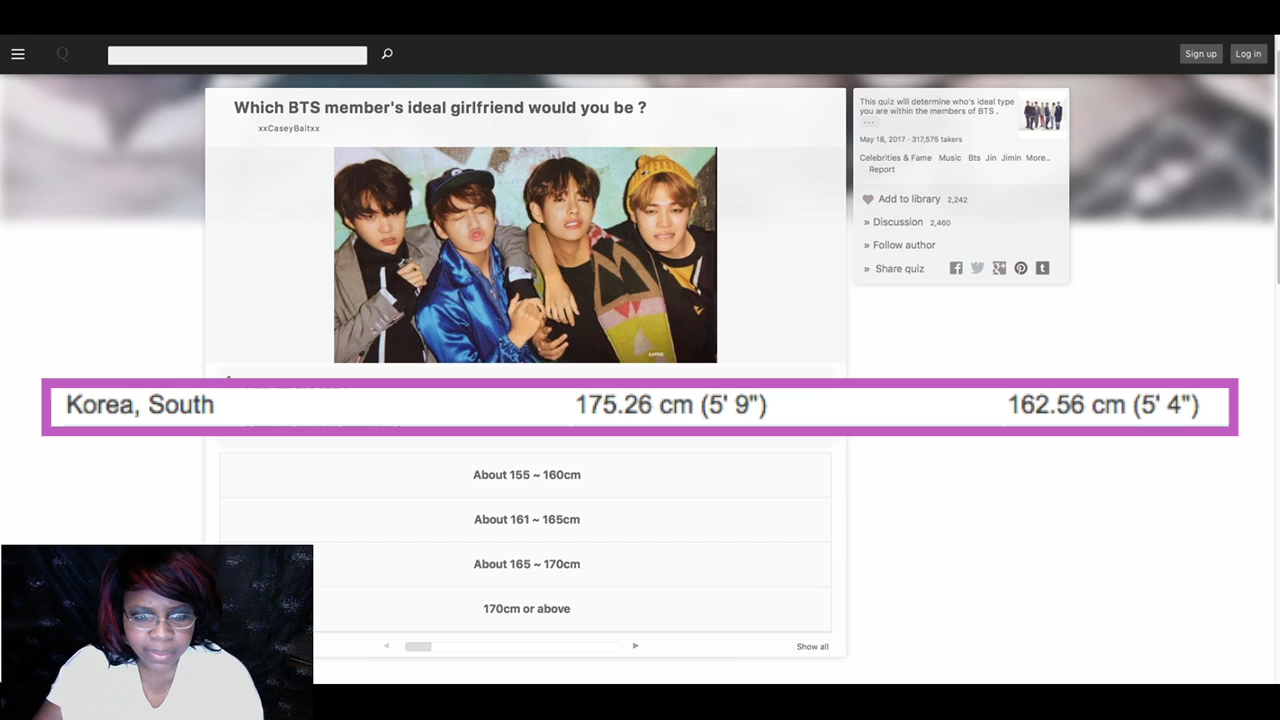 Q
Sign up
Log in
Which BTS member's ideal girlfriend would you be ?
xxCaseyBaitxx
This quiz will determine who's ideal type
you are within the members of BTS .
...
May 18, 2017 · 317,575 takers
Celebrities & Fame Music Bts Jin Jimin More...
Report
Add to library 2,242
» Discussion 2,460
» Follow author
» Share quiz
Korea, South 175.26 cm (5' 9") 162.56 cm (5' 4")
About 155 ~ 160cm
About 161 ~ 165cm
About 165 ~ 170cm
170cm or above
Show all